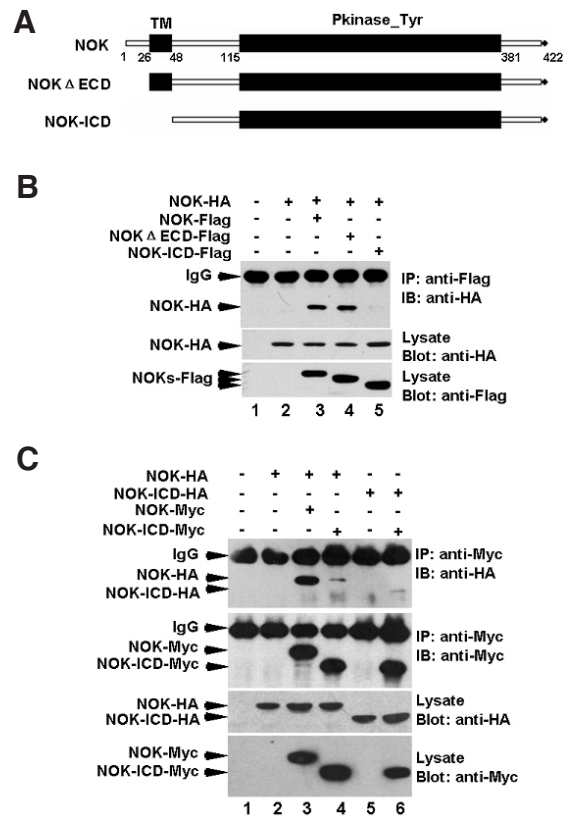 A
TM Pkinase_Tyr
NOK
1 26 48 115 381 422
NOK Δ ECD
NOK-ICD
B
NOK-HA - + + + +
NOK-Flag - - + - -
NOK Δ ECD-Flag - - - + -
NOK-ICD-Flag - - - - +
IgG
IP: anti-Flag
IB: anti-HA
NOK-HA
NOK-HA
Lysate
Blot: anti-HA
NOKs-Flag
Lysate
Blot: anti-Flag
1 2 3 4 5
C
NOK-HA - + + + - -
NOK-ICD-HA - - - - + +
NOK-Myc - - + - - -
NOK-ICD-Myc - - - + - +
IgG
IP: anti-Myc
IB: anti-HA
NOK-HA
NOK-ICD-HA
IgG
IP: anti-Myc
IB: anti-Myc
NOK-Myc
NOK-ICD-Myc
NOK-HA
NOK-ICD-HA
Lysate
Blot: anti-HA
NOK-Myc
NOK-ICD-Myc
Lysate
Blot: anti-Myc
1 2 3 4 5 6